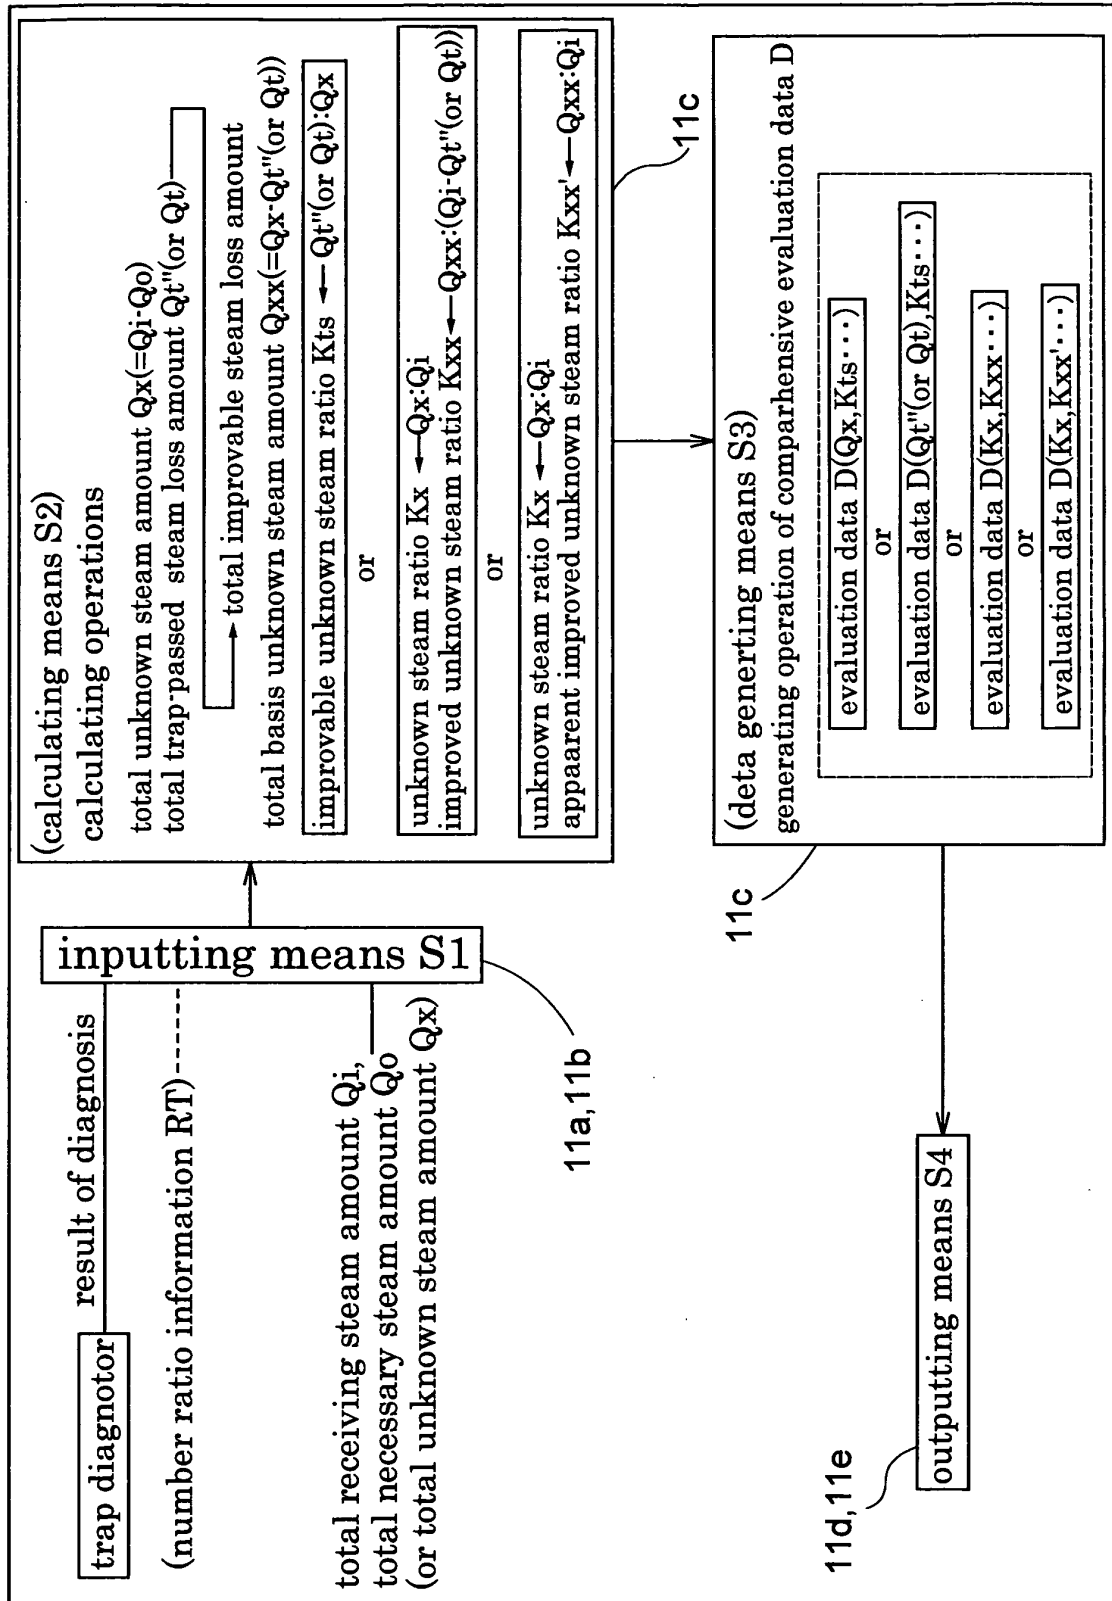 trap diagnotor
result of diagnosis
(number ratio information RT)
total receiving steam amount Qi,
total necessary steam amount Qo
(or total unknown steam amount Qx)
inputting means S1
11a,11b
(calculating means S2)
calculating operations
total unknown steam amount Qx(=Qi-Qo)
total trap-passed steam loss amount Qt"(or Qt)
total improvable steam loss amount
total basis unknown steam amount Qxx(=Qx-Qt"(or Qt))
improvable unknown steam ratio Kts ← Qt"(or Qt):Qx
or
unknown steam ratio Kx ← Qx:Qi
improved unknown steam ratio Kxx ← Qxx:(Qi-Qt"(or Qt))
or
unknown steam ratio Kx ← Qx:Qi
appaarent improved unknown steam ratio Kxx' ← Qxx:Qi
11c
(deta generting means S3)
generating operation of comparhensive evaluation data D
evaluation data D(Qx,Kts···)
or
evaluation data D(Qt"(or Qt),Kts···)
or
evaluation data D(Kx,Kxx···)
or
evaluation data D(Kx,Kxx'···)
11c
outputting means S4
11d,11e